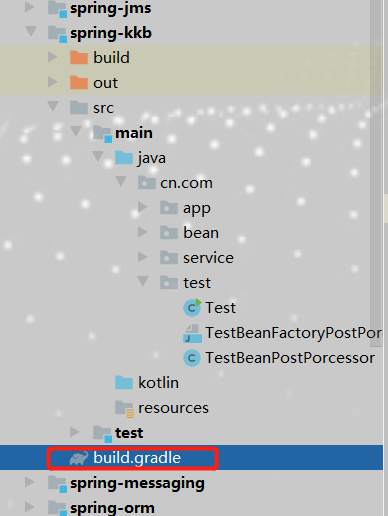 spring-jms
spring-kkb
build
out
src
main
java
cn.com
app
bean
service
test
Test
TestBeanFactoryPostPor
TestBeanPostPorcessor
kotlin
resources
test
build.gradle
spring-messaging
spring-orm